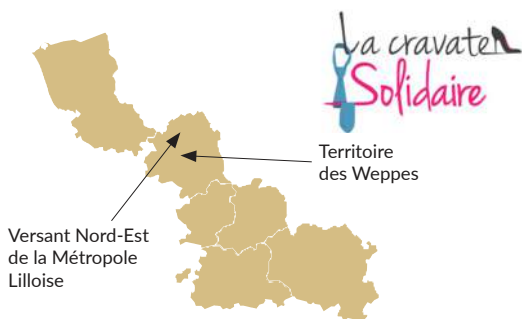 La cravate
Solidaire
Territoire
des Weppes
Versant Nord-Est
de la Métropole
Lilloise